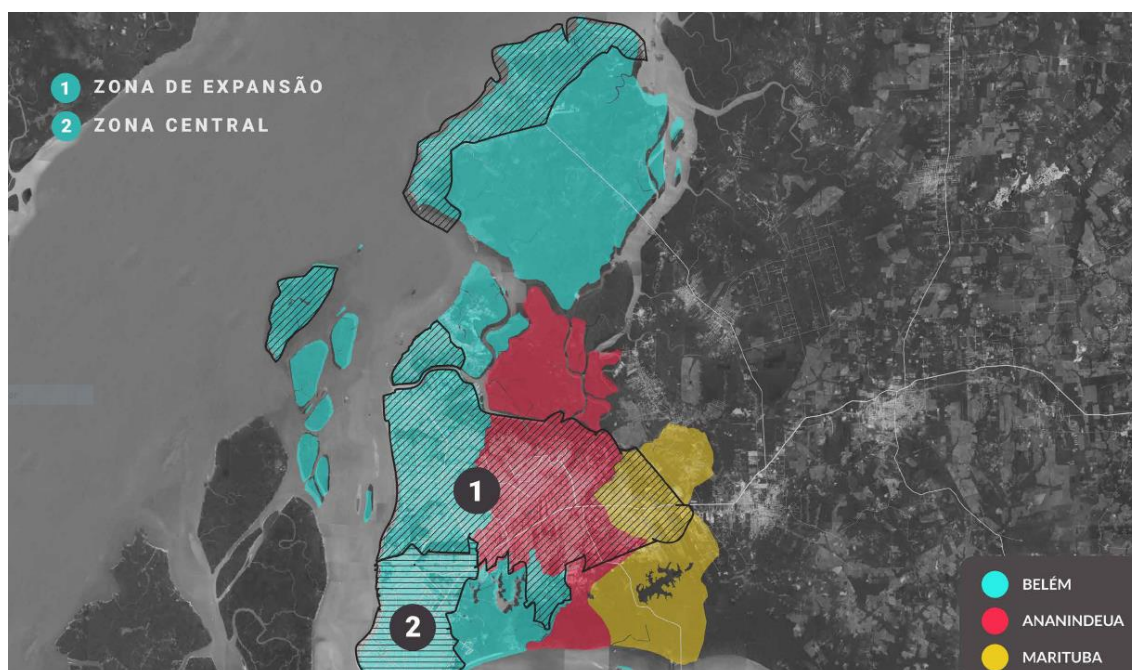 1 ZONA DE EXPANSÃO
2 ZONA CENTRAL
1
2
BELÉM
ANANINDEUA
MARITUBA